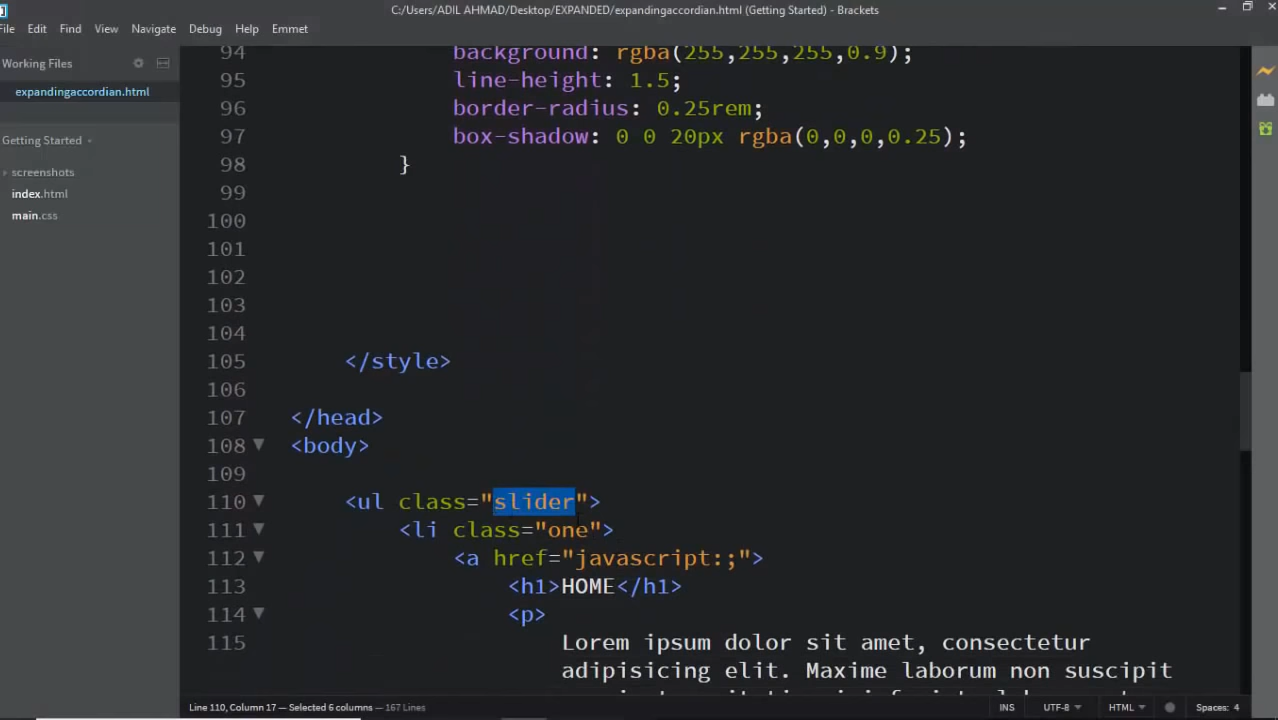 C:/Users/ADIL AHMAD/Desktop/EXPANDED/expandingaccordian.html (Getting Started) - Brackets
File Edit Find View Navigate Debug Help Emmet
Working Files
expandingaccordian.html
Getting Started
screenshots
index.html
main.css
94 background: rgba(255,255,255,0.9);
95 line-height: 1.5;
96 border-radius: 0.25rem;
97 box-shadow: 0 0 20px rgba(0,0,0,0.25);
98 }
99
100
101
102
103
104
105 </style>
106
107 </head>
108 <body>
109
110 <ul class="slider">
111 <li class="one">
112 <a href="javascript:;">
113 <h1>HOME</h1>
114 <p>
115 Lorem ipsum dolor sit amet, consectetur
adipisicing elit. Maxime laborum non suscipit
Line 110, Column 17 — Selected 6 columns — 167 Lines
INS UTF-8 HTML Spaces: 4